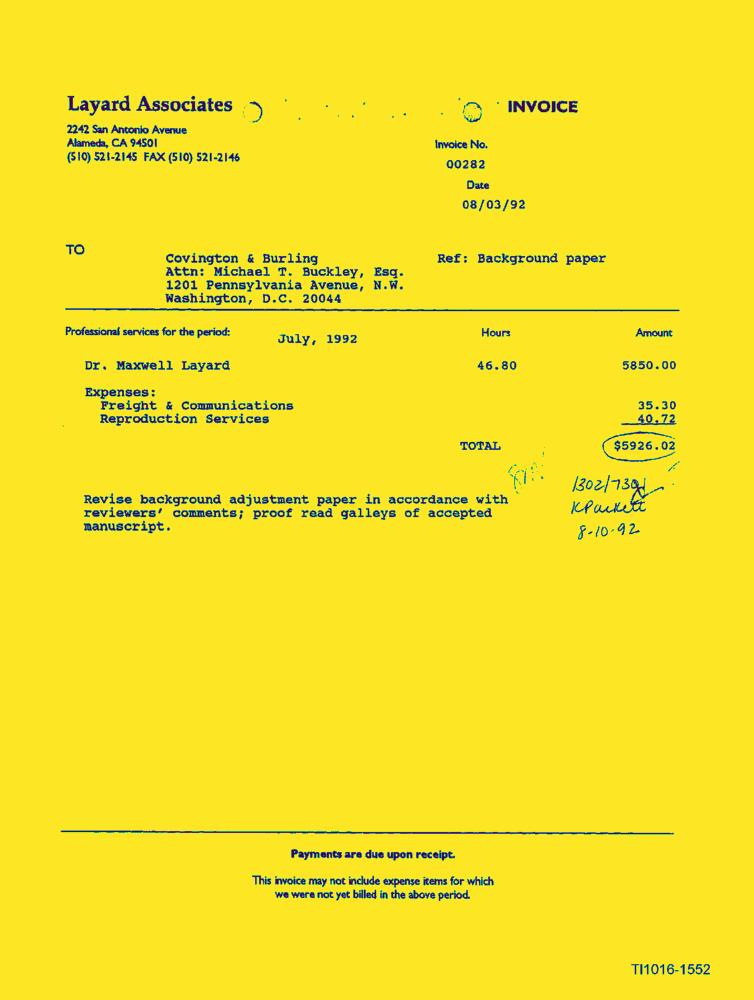 Layard Associates
INVOICE
2242 San Antonio Avenue
Alameda, CA 94501
(510) 521-2145 FAX (510) 521-2146
Invoice No.
00282
Date
08/03/92
TO
Covington & Burling
Attn: Michael T. Buckley, Esq.
1201 Pennsylvania Avenue, N.W.
Washington, D.C. 20044
Ref: Background paper
Professional services for the period: July, 1992 Hours Amount
Dr. Maxwell Layard 46.80 5850.00
Expenses:
Freight & Communications 35.30
Reproduction Services 40.72
TOTAL $5926.02
Revise background adjustment paper in accordance with
reviewers' comments; proof read galleys of accepted
manuscript.
1302/7301
KPackett
8-10-92
Payments are due upon receipt.
This invoice may not include expense items for which
we were not yet billed in the above period.
TI1016-1552